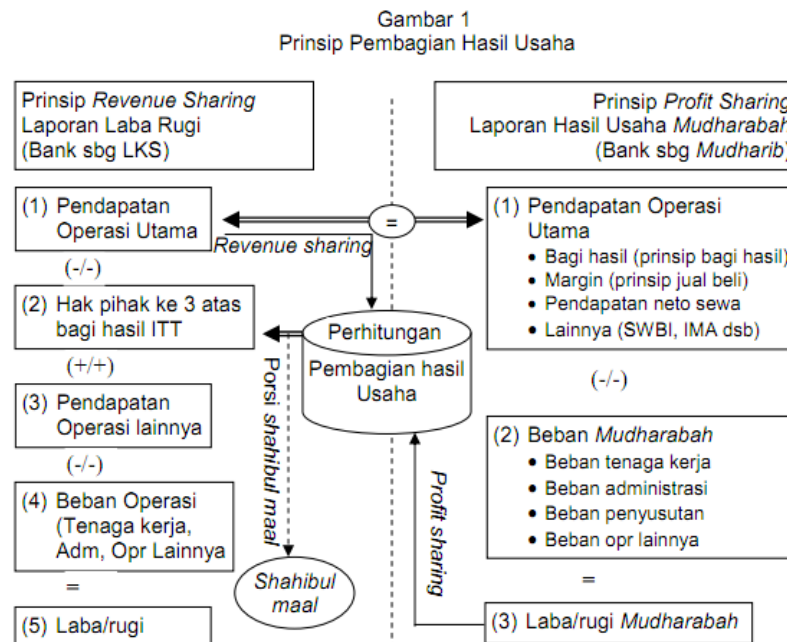 Gambar 1
Prinsip Pembagian Hasil Usaha
Prinsip Revenue Sharing
Laporan Laba Rugi
(Bank sbg LKS)
Prinsip Profit Sharing
Laporan Hasil Usaha Mudharabah
(Bank sbg Mudharib)
(1) Pendapatan
Operasi Utama
(-/-)
(2) Hak pihak ke 3 atas
bagi hasil ITT
(+/+)
(3) Pendapatan
Operasi lainnya
(-/-)
(4) Beban Operasi
(Tenaga kerja,
Adm, Opr Lainnya
=
(5) Laba/rugi
=
Revenue sharing
Perhitungan
Pembagian hasil
Usaha
Porsi shahibul maal
Shahibul
maal
Profit sharing
(1) Pendapatan Operasi
Utama
• Bagi hasil (prinsip bagi hasil)
• Margin (prinsip jual beli)
• Pendapatan neto sewa
• Lainnya (SWBI, IMA dsb)
(-/-)
(2) Beban Mudharabah
• Beban tenaga kerja
• Beban administrasi
• Beban penyusutan
• Beban opr lainnya
=
(3) Laba/rugi Mudharabah